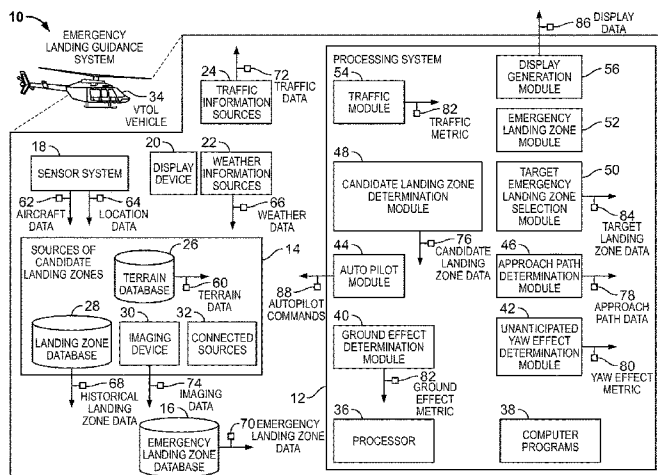 10
EMERGENCY
LANDING GUIDANCE
SYSTEM
34
VTOL
VEHICLE
24
TRAFFIC
INFORMATION
SOURCES
72
TRAFFIC
DATA
18
SENSOR SYSTEM
20
DISPLAY
DEVICE
22
WEATHER
INFORMATION
SOURCES
62
AIRCRAFT
DATA
64
LOCATION
DATA
66
WEATHER DATA
14
SOURCES OF
CANDIDATE
LANDING ZONES
26
TERRAIN
DATABASE
60
TERRAIN
DATA
28
LANDING ZONE
DATABASE
30
IMAGING
DEVICE
32
CONNECTED
SOURCES
68
HISTORICAL
LANDING
ZONE DATA
74
IMAGING
DATA
16
EMERGENCY
LANDING ZONE
DATABASE
70
EMERGENCY
LANDING ZONE DATA
12
PROCESSING SYSTEM
54
TRAFFIC
MODULE
82
TRAFFIC
METRIC
48
CANDIDATE LANDING ZONE
DETERMINATION
MODULE
76
CANDIDATE
LANDING
ZONE DATA
44
AUTO PILOT
MODULE
88
AUTOPILOT
COMMANDS
40
GROUND EFFECT
DETERMINATION
MODULE
82
GROUND EFFECT
METRIC
36
PROCESSOR
86
DISPLAY
DATA
DISPLAY
GENERATION
MODULE
56
EMERGENCY
LANDING ZONE
MODULE
52
TARGET
EMERGENCY
LANDING ZONE
SELECTION
MODULE
50
84
TARGET
LANDING
ZONE DATA
46
APPROACH PATH
DETERMINATION
MODULE
78
APPROACH
PATH DATA
42
UNANTICIPATED
YAW EFFECT
DETERMINATION
MODULE
80
YAW EFFECT
METRIC
38
COMPUTER
PROGRAMS